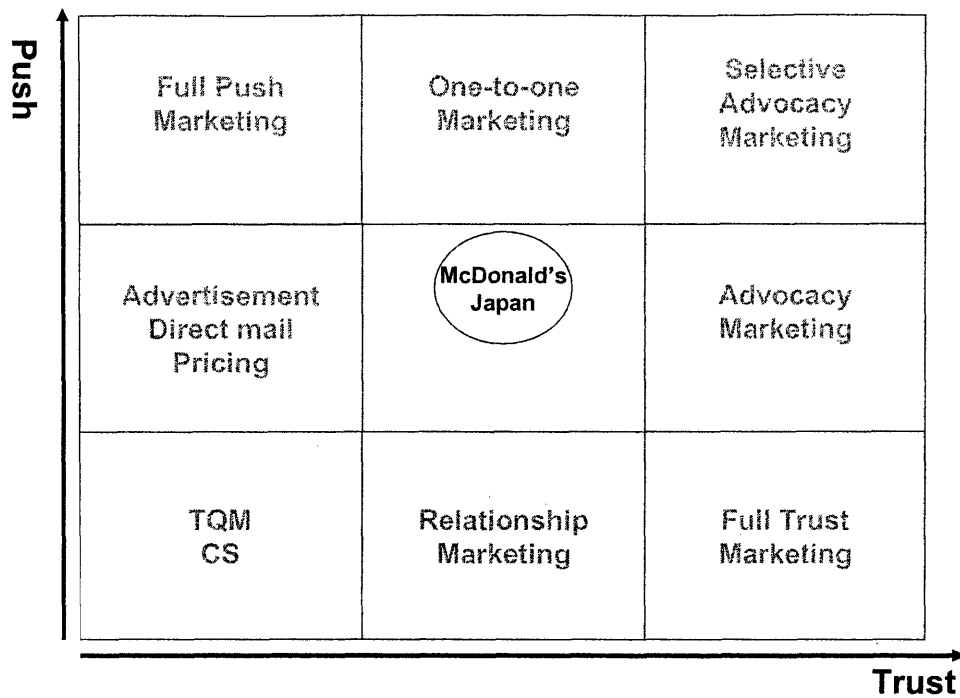 Push
Full Push
Marketing
One-to-one
Marketing
Selective
Advocacy
Marketing
Advertisement
Direct mail
Pricing
McDonald's
Japan
Advocacy
Marketing
TQM
CS
Relationship
Marketing
Full Trust
Marketing
Trust